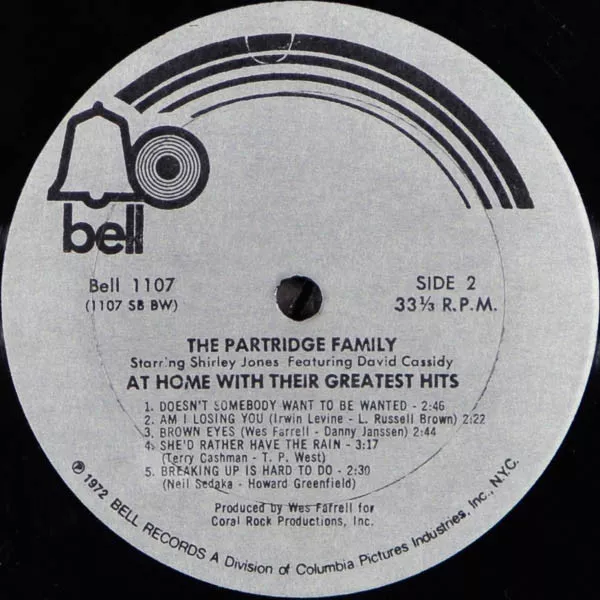 bell
Bell 1107
(1107 SB BW)
SIDE 2
33⅓ R.P.M.
THE PARTRIDGE FAMILY
Starring Shirley Jones Featuring David Cassidy
AT HOME WITH THEIR GREATEST HITS
1. DOESN'T SOMEBODY WANT TO BE WANTED - 2:46
2. AM I LOSING YOU (Irwin Levine - L. Russell Brown) 2:22
3. BROWN EYES (Wes Farrell - Danny Janssen) 2:44
4. SHE'D RATHER HAVE THE RAIN - 3:17
(Terry Cashman - T. P. West)
5. BREAKING UP IS HARD TO DO - 2:30
(Neil Sedaka - Howard Greenfield)
Produced by Wes Farrell for
Coral Rock Productions, Inc.
℗ 1972 BELL RECORDS A Division of Columbia Pictures Industries, Inc., N.Y.C.